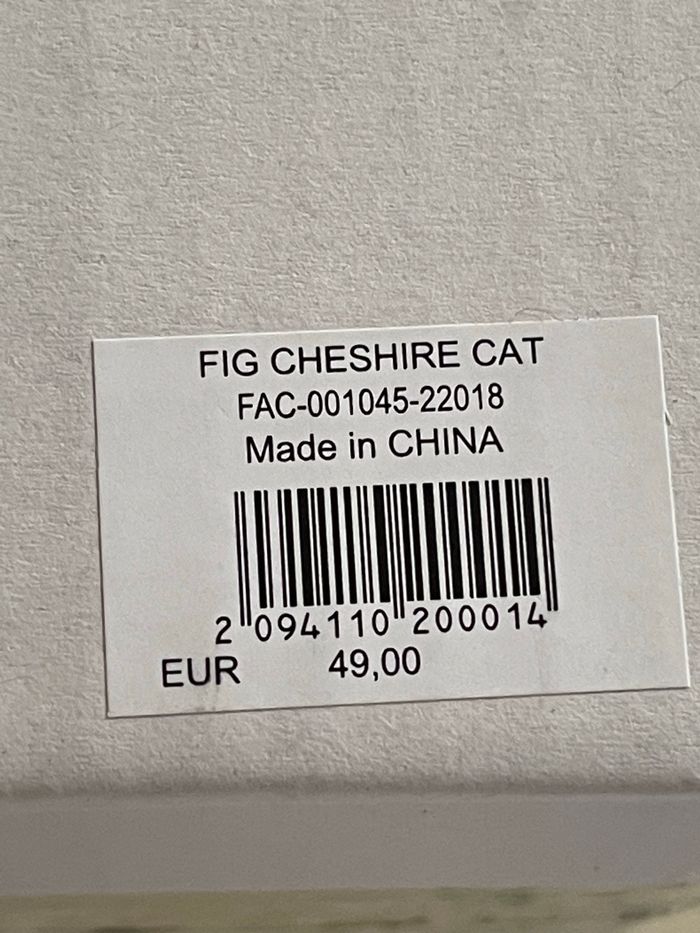 FIG CHESHIRE CAT
FAC-001045-22018
Made in CHINA
2 094110 200014
EUR 49,00